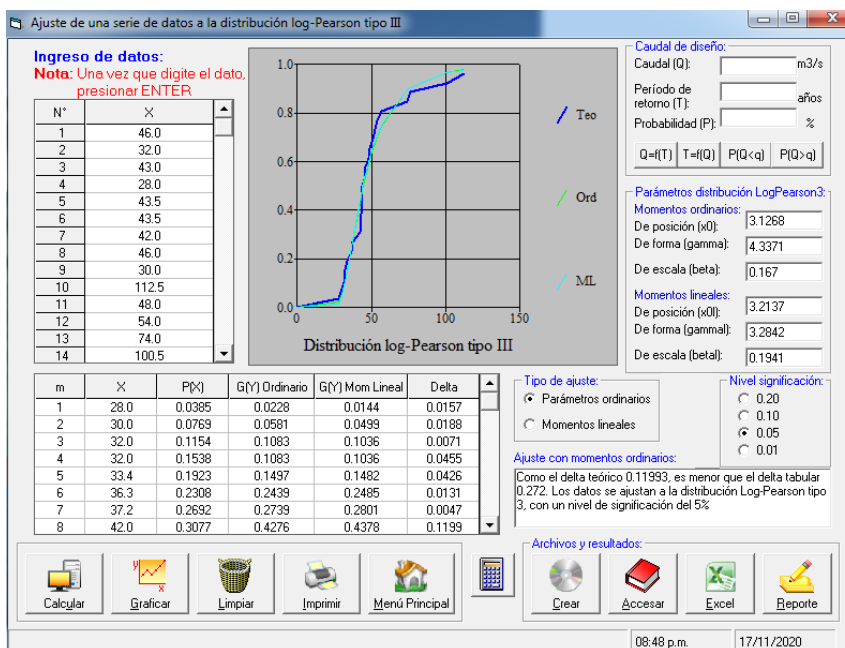 Ajuste de una serie de datos a la distribución log-Pearson tipo III
Ingreso de datos:
Nota: Una vez que digite el dato,
presionar ENTER
N° X
1 46.0
2 32.0
3 43.0
4 28.0
5 43.5
6 43.5
7 42.0
8 46.0
9 30.0
10 112.5
11 48.0
12 54.0
13 74.0
14 100.5
1.0
0.8
0.6
0.4
0.2
0.0
0 50 100 150
Distribución log-Pearson tipo III
Teo
Ord
ML
Caudal de diseño:
Caudal (Q): m3/s
Período de
retorno (T): años
Probabilidad (P): %
Q=f(T) T=f(Q) P(Q<q) P(Q>q)
Parámetros distribución LogPearson3:
Momentos ordinarios:
De posición (x0): 3.1268
De forma (gamma): 4.3371
De escala (beta): 0.167
Momentos lineales:
De posición (x0l): 3.2137
De forma (gammal): 3.2842
De escala (betal): 0.1941
m X P(X) G(Y) Ordinario G(Y) Mom Lineal Delta
1 28.0 0.0385 0.0228 0.0144 0.0157
2 30.0 0.0769 0.0581 0.0499 0.0188
3 32.0 0.1154 0.1083 0.1036 0.0071
4 32.0 0.1538 0.1083 0.1036 0.0455
5 33.4 0.1923 0.1497 0.1482 0.0426
6 36.3 0.2308 0.2439 0.2485 0.0131
7 37.2 0.2692 0.2739 0.2801 0.0047
8 42.0 0.3077 0.4276 0.4378 0.1199
Tipo de ajuste:
Parámetros ordinarios
Momentos lineales
Nivel significación:
0.20
0.10
0.05
0.01
Ajuste con momentos ordinarios:
Como el delta teórico 0.11993, es menor que el delta tabular
0.272. Los datos se ajustan a la distribución Log-Pearson tipo
3, con un nivel de significación del 5%
Calcular Graficar Limpiar Imprimir Menú Principal
Archivos y resultados:
Crear Accesar Excel Reporte
08:48 p.m. 17/11/2020